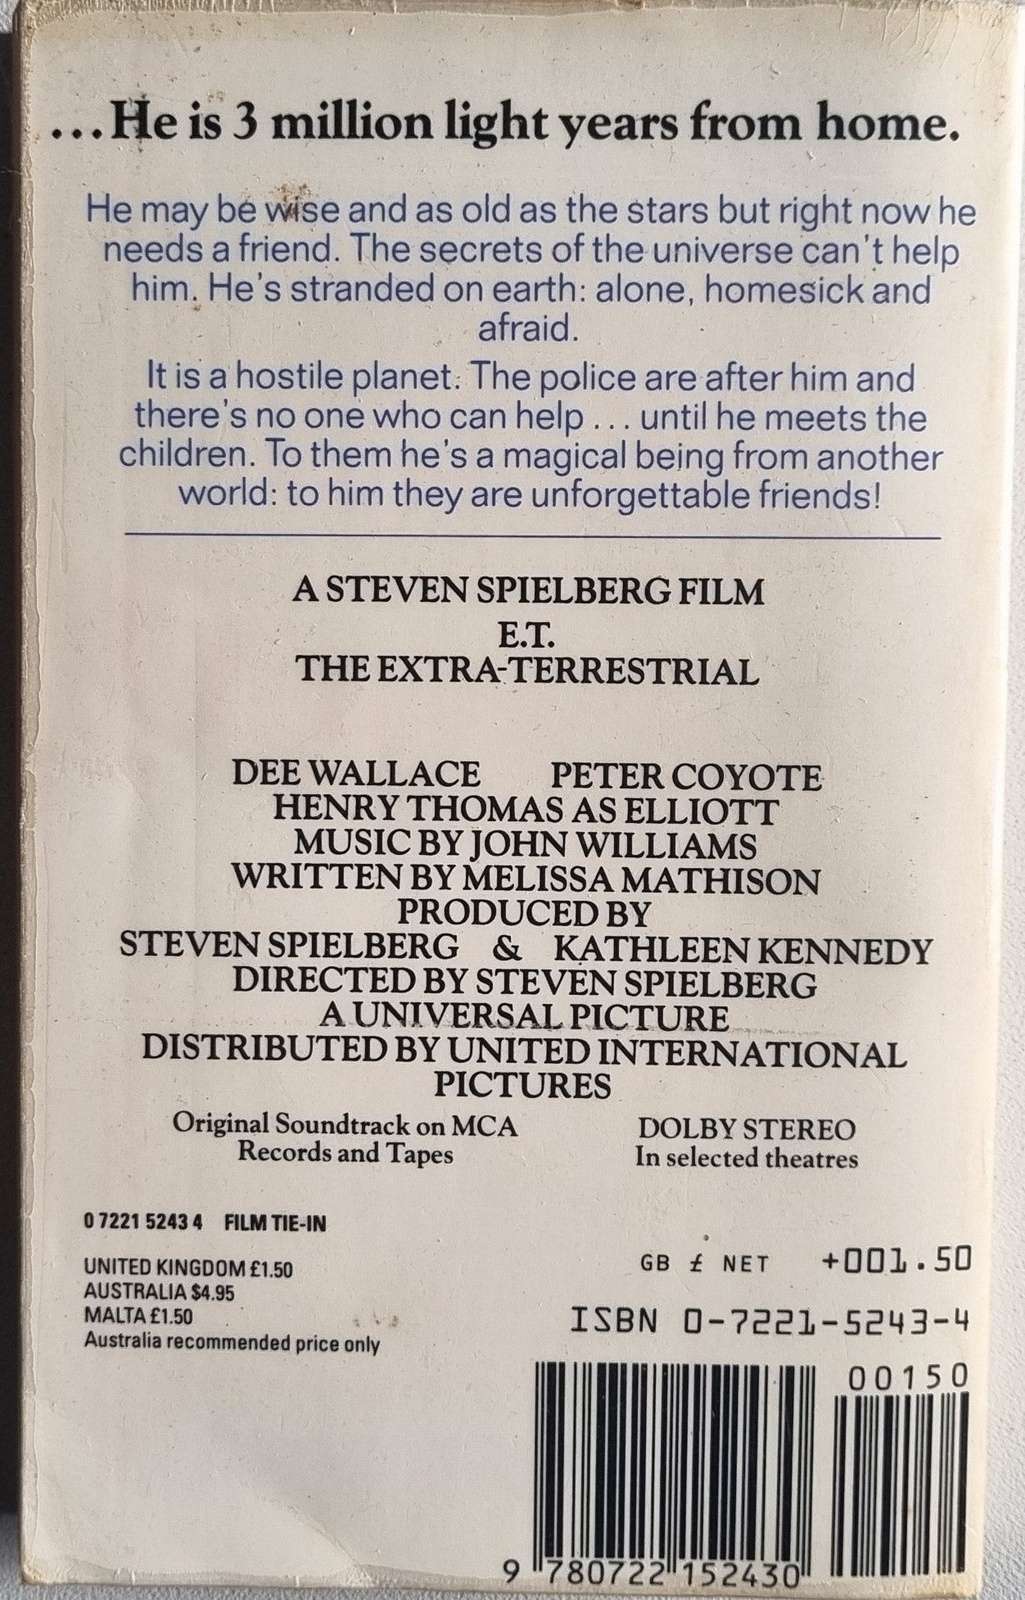 ...He is 3 million light years from home.
He may be wise and as old as the stars but right now he
needs a friend. The secrets of the universe can't help
him. He's stranded on earth: alone, homesick and
afraid.
It is a hostile planet. The police are after him and
there's no one who can help ... until he meets the
children. To them he's a magical being from another
world: to him they are unforgettable friends!
A STEVEN SPIELBERG FILM
E.T.
THE EXTRA-TERRESTRIAL
DEE WALLACE PETER COYOTE
HENRY THOMAS AS ELLIOTT
MUSIC BY JOHN WILLIAMS
WRITTEN BY MELISSA MATHISON
PRODUCED BY
STEVEN SPIELBERG & KATHLEEN KENNEDY
DIRECTED BY STEVEN SPIELBERG
A UNIVERSAL PICTURE
DISTRIBUTED BY UNITED INTERNATIONAL
PICTURES
Original Soundtrack on MCA
Records and Tapes
DOLBY STEREO
In selected theatres
0 7221 5243 4 FILM TIE-IN
UNITED KINGDOM £1.50
AUSTRALIA $4.95
MALTA £1.50
Australia recommended price only
GB £ NET +001.50
ISBN 0-7221-5243-4
00150
9 780722 152430